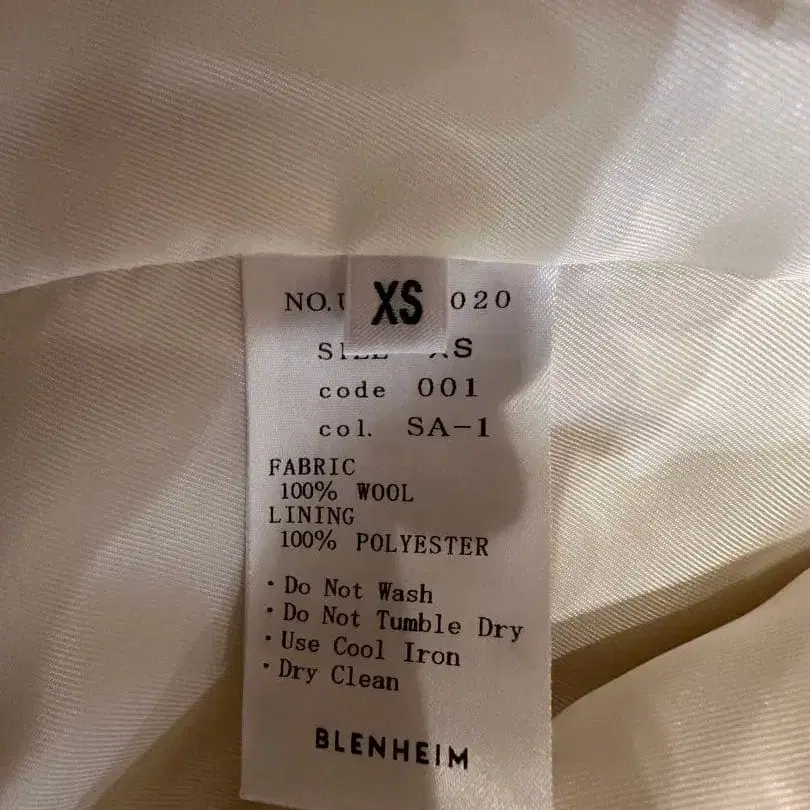 XS
NO. 020
XS
code 001
col. SA-1
FABRIC
100% WOOL
LINING
100% POLYESTER
・Do Not Wash
・Do Not Tumble Dry
・Use Cool Iron
・Dry Clean
BLENHEIM